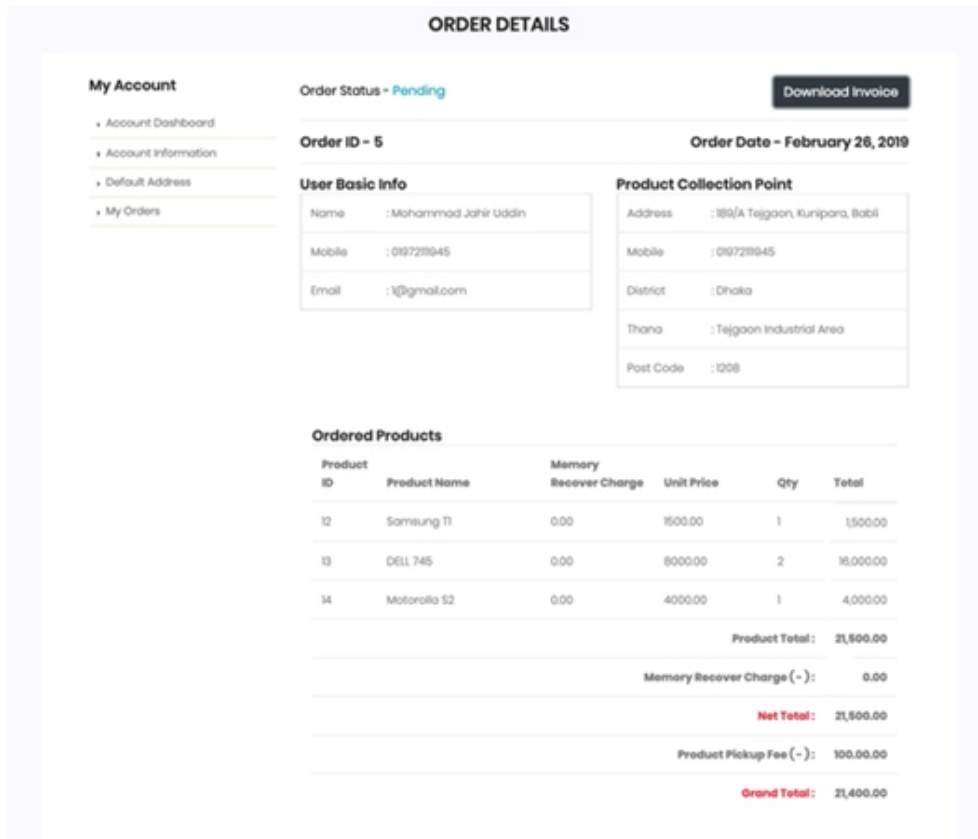 ORDER DETAILS
My Account
Account Dashboard
Account Information
Default Address
My Orders
Order Status - Pending
Download Invoice
Order ID - 5
Order Date - February 26, 2019
User Basic Info
Name : Mohammad Jahir Uddin
Mobile : 01972111945
Email : 1@gmail.com
Product Collection Point
Address : 189/A Tejgaon, Kunipara, Babli
Mobile : 01972111945
District : Dhaka
Thana : Tejgaon Industrial Area
Post Code : 1208
Ordered Products
Product ID Product Name Memory Recover Charge Unit Price Qty Total
12 Samsung T1 0.00 1500.00 1 1,500.00
13 DELL 745 0.00 8000.00 2 16,000.00
14 Motorolla S2 0.00 4000.00 1 4,000.00
Product Total : 21,500.00
Memory Recover Charge (-) : 0.00
Net Total : 21,500.00
Product Pickup Fee (-) : 100.00.00
Grand Total : 21,400.00